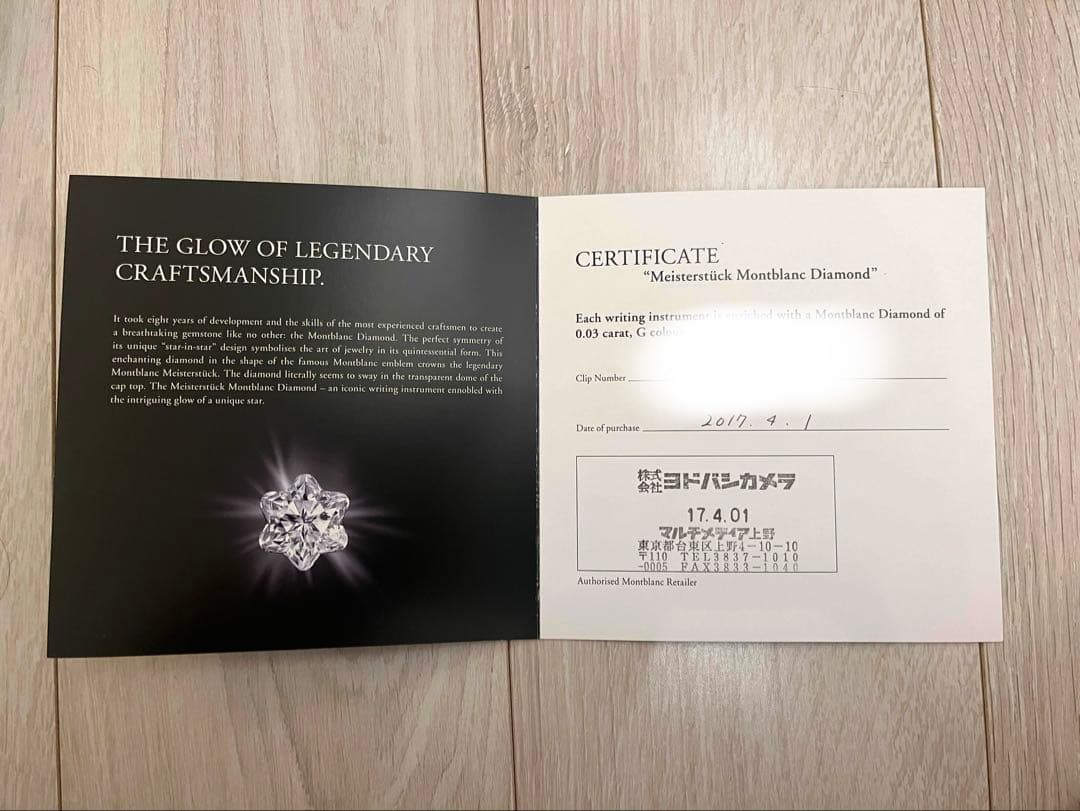 THE GLOW OF LEGENDARY
CRAFTSMANSHIP.
It took eight years of development and the skills of the most experienced craftsmen to create
a breathtaking gemstone like no other: the Montblanc Diamond. The perfect symmetry of
its unique “star-in-star” design symbolises the art of jewelry in its quintessential form. This
enchanting diamond in the shape of the famous Montblanc emblem crowns the legendary
Montblanc Meisterstück. The diamond literally seems to sway in the transparent dome of the
cap top. The Meisterstück Montblanc Diamond – an iconic writing instrument ennobled with
the intriguing glow of a unique star.
CERTIFICATE
“Meisterstück Montblanc Diamond”
Each writing instrument is enriched with a Montblanc Diamond of
0.03 carat, G colou
Clip Number
Date of purchase 2017. 4. 1
株式会社ヨドバシカメラ
17.4.01
マルチメディア上野
東京都台東区上野4-10-10
〒110 TEL3837-1010
-0005 FAX3833-1040
Authorised Montblanc Retailer